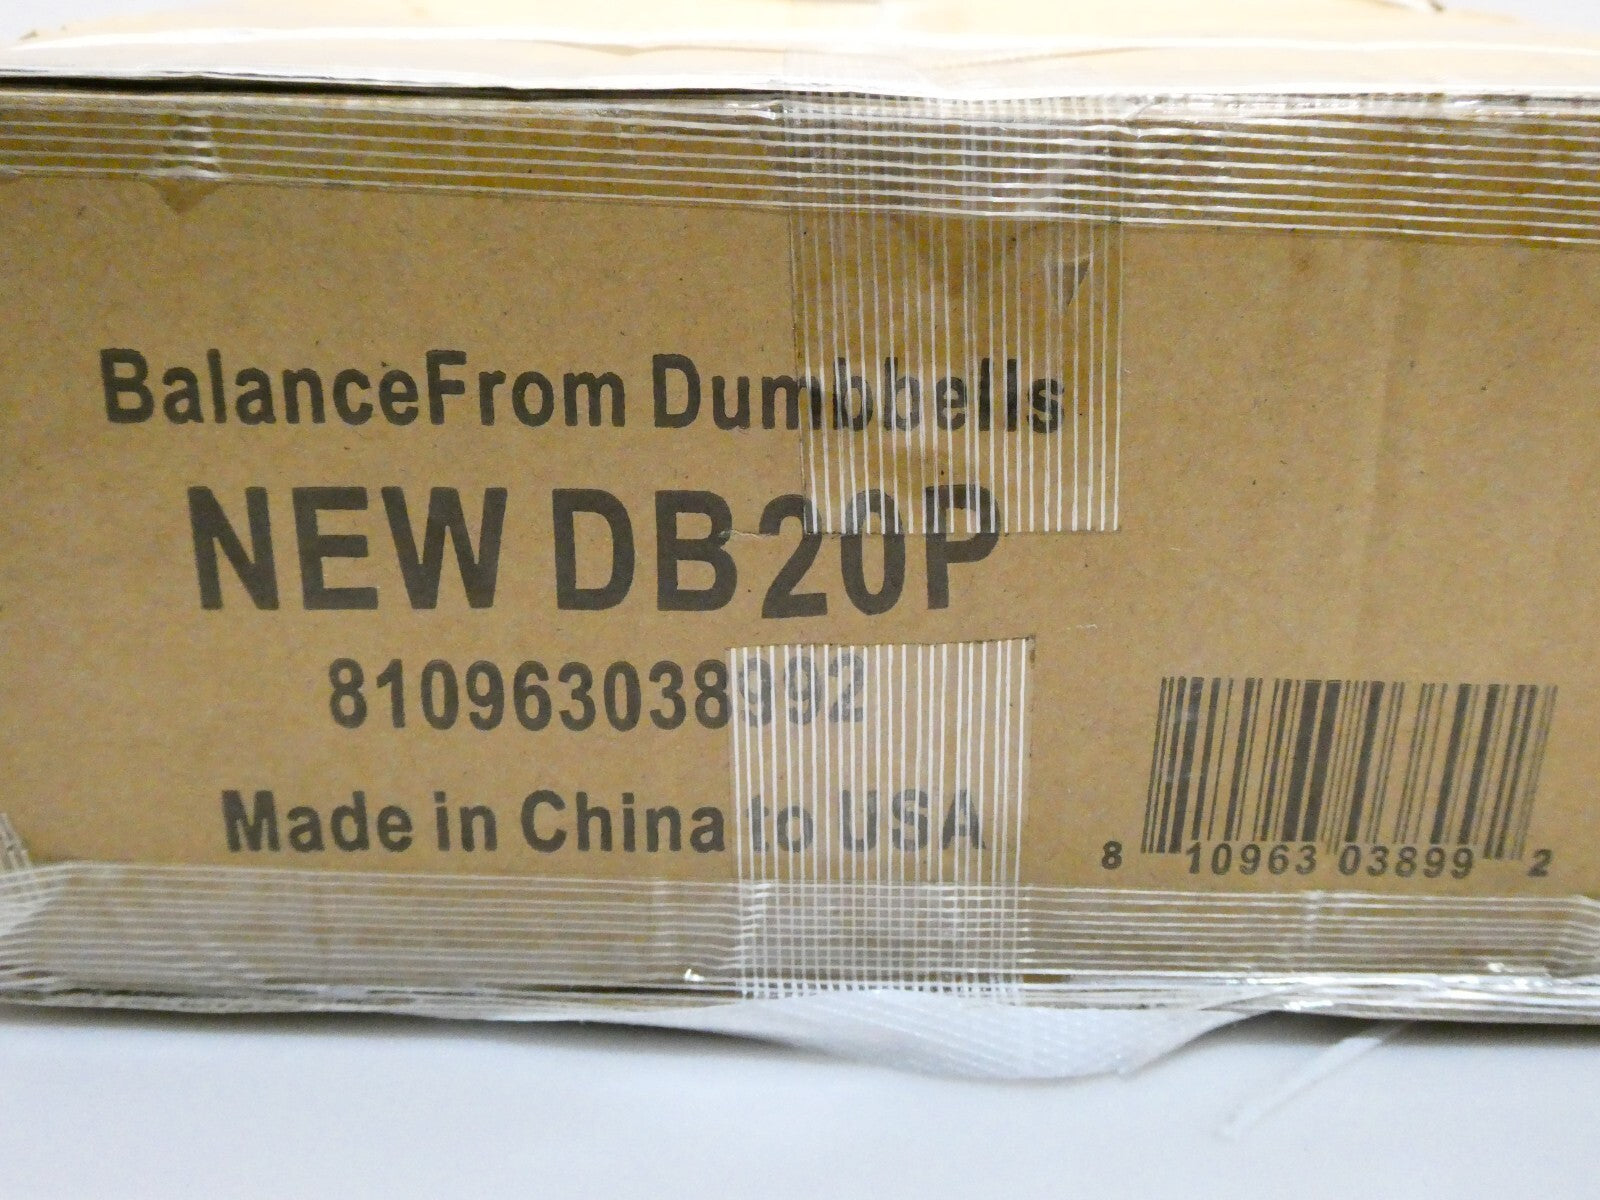 BalanceFrom Dumbbells
NEW DB20P
810963038992
Made in China to USA
8 10963 03899 2